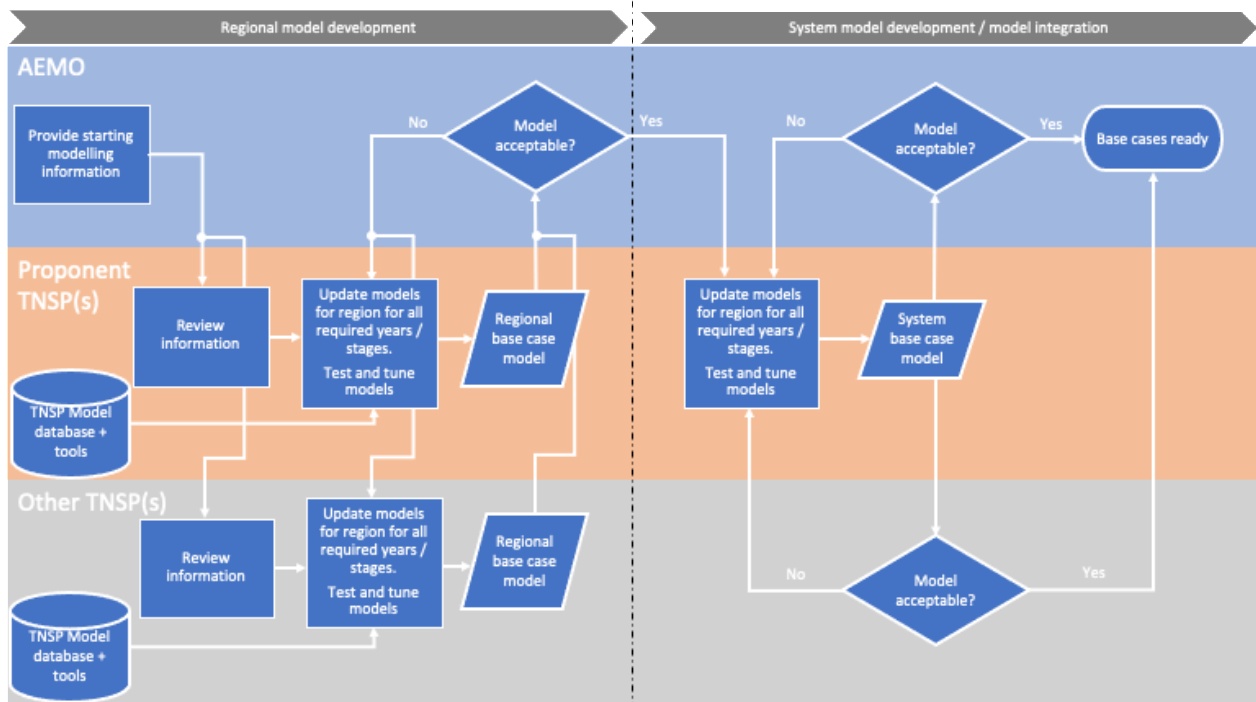 Regional model development
System model development / model integration
AEMO
Provide starting
modelling
information
No
Model
acceptable?
Yes
No
Model
acceptable?
Yes
Base cases ready
Proponent
TNSP(s)
Review
information
Update models
for region for all
required years /
stages.
Test and tune
models
Regional
base case
model
Update models
for region for all
required years /
stages.
Test and tune
models
System
base case
model
TNSP Model
database +
tools
Other TNSP(s)
Review
information
Update models
for region for all
required years /
stages.
Test and tune
models
Regional
base case
model
No
Model
acceptable?
Yes
TNSP Model
database +
tools